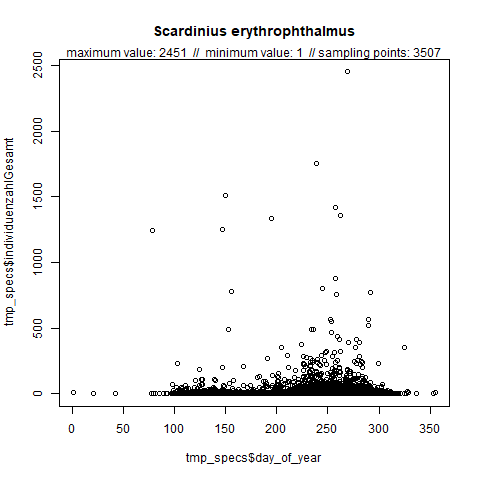 Scardinius erythrophthalmus
maximum value: 2451 // minimum value: 1 // sampling points: 3507
tmp_specs$individuenzahlGesamt
2500
2000
1500
1000
500
0
0 50 100 150 200 250 300 350
tmp_specs$day_of_year